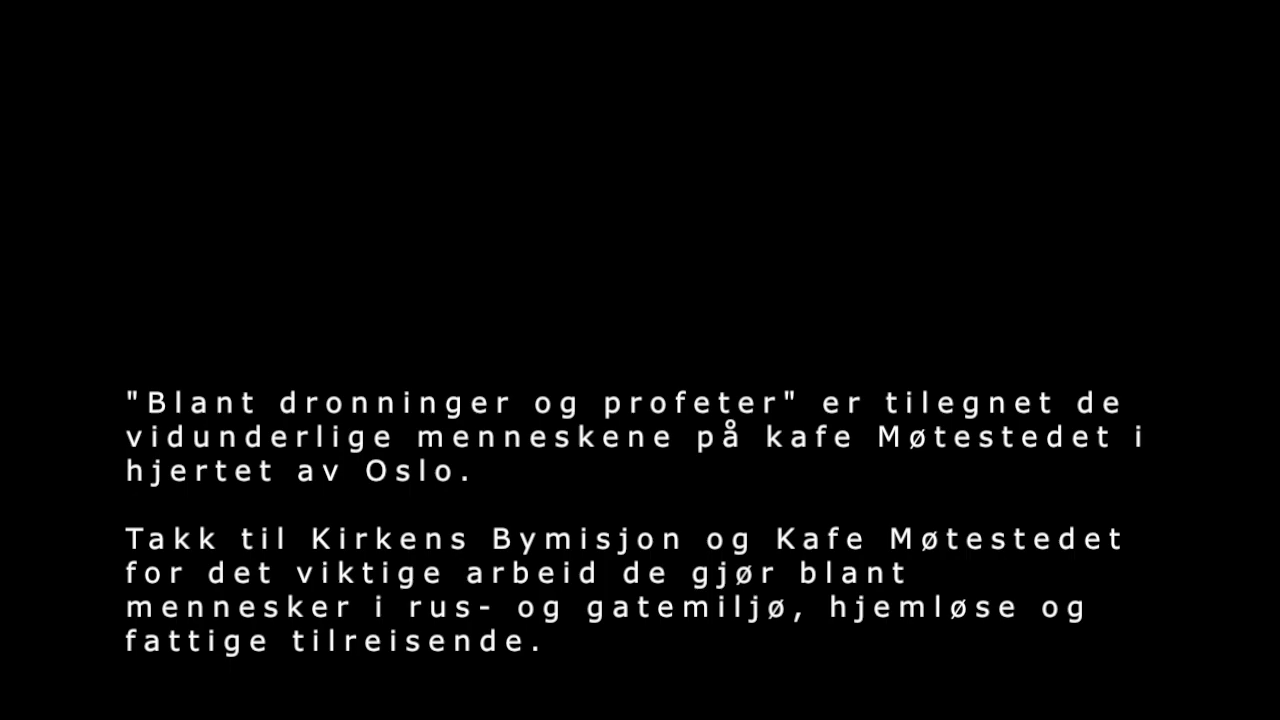 "Blant dronninger og profeter" er tilegnet de
vidunderlige menneskene på kafe Møtestedet i
hjertet av Oslo.
Takk til Kirkens Bymisjon og Kafe Møtestedet
for det viktige arbeid de gjør blant
mennesker i rus- og gatemiljø, hjemløse og
fattige tilreisende.